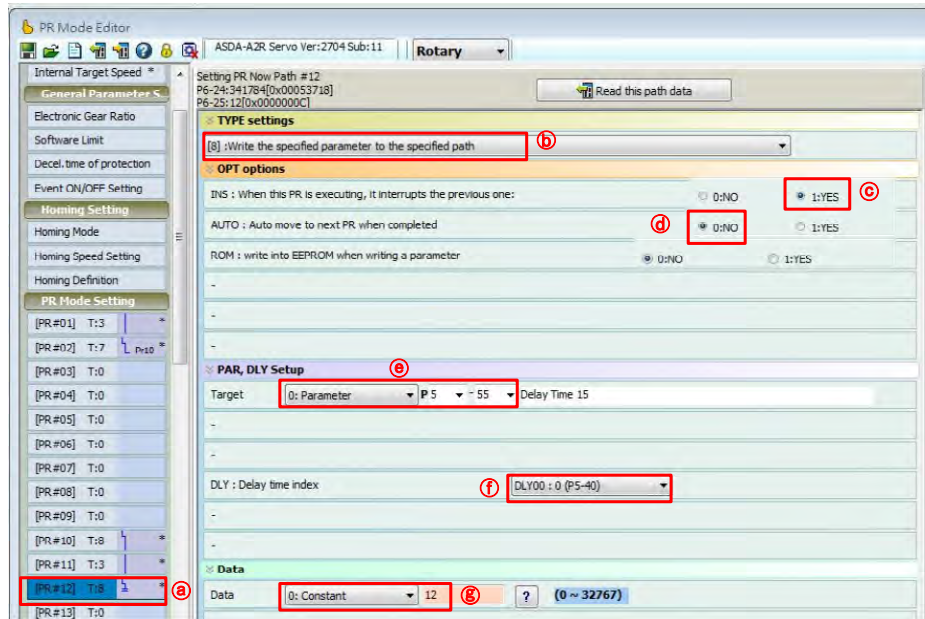 PR Mode Editor
ASDA-A2R Servo Ver:2704 Sub:11
Rotary
Internal Target Speed *
General Parameter S...
Electronic Gear Ratio
Software Limit
Decel.time of protection
Event ON/OFF Setting
Homing Setting
Homing Mode
Homing Speed Setting
Homing Definition
PR Mode Setting
[PR#01] T:3 *
[PR#02] T:7 Pr10 *
[PR#03] T:0
[PR#04] T:0
[PR#05] T:0
[PR#06] T:0
[PR#07] T:0
[PR#08] T:0
[PR#09] T:0
[PR#10] T:8 *
[PR#11] T:3 *
[PR#12] T:8 * ⓐ
[PR#13] T:0
Setting PR Now Path #12
P6-24:341784[0x00053718]
P6-25:12[0x0000000C]
Read this path data
TYPE settings
[8] :Write the specified parameter to the specified path ⓑ
OPT options
INS : When this PR is executing, it interrupts the previous one: 0:NO 1:YES ⓒ
AUTO : Auto move to next PR when completed ⓓ 0:NO 1:YES
ROM : write into EEPROM when writing a parameter 0:NO 1:YES
-
-
-
PAR, DLY Setup ⓔ
Target 0: Parameter P 5 - 55 Delay Time 15
-
-
DLY : Delay time index ⓕ DLY00 : 0 (P5-40)
-
-
Data
Data 0: Constant 12 ⓖ ? (0 ~ 32767)